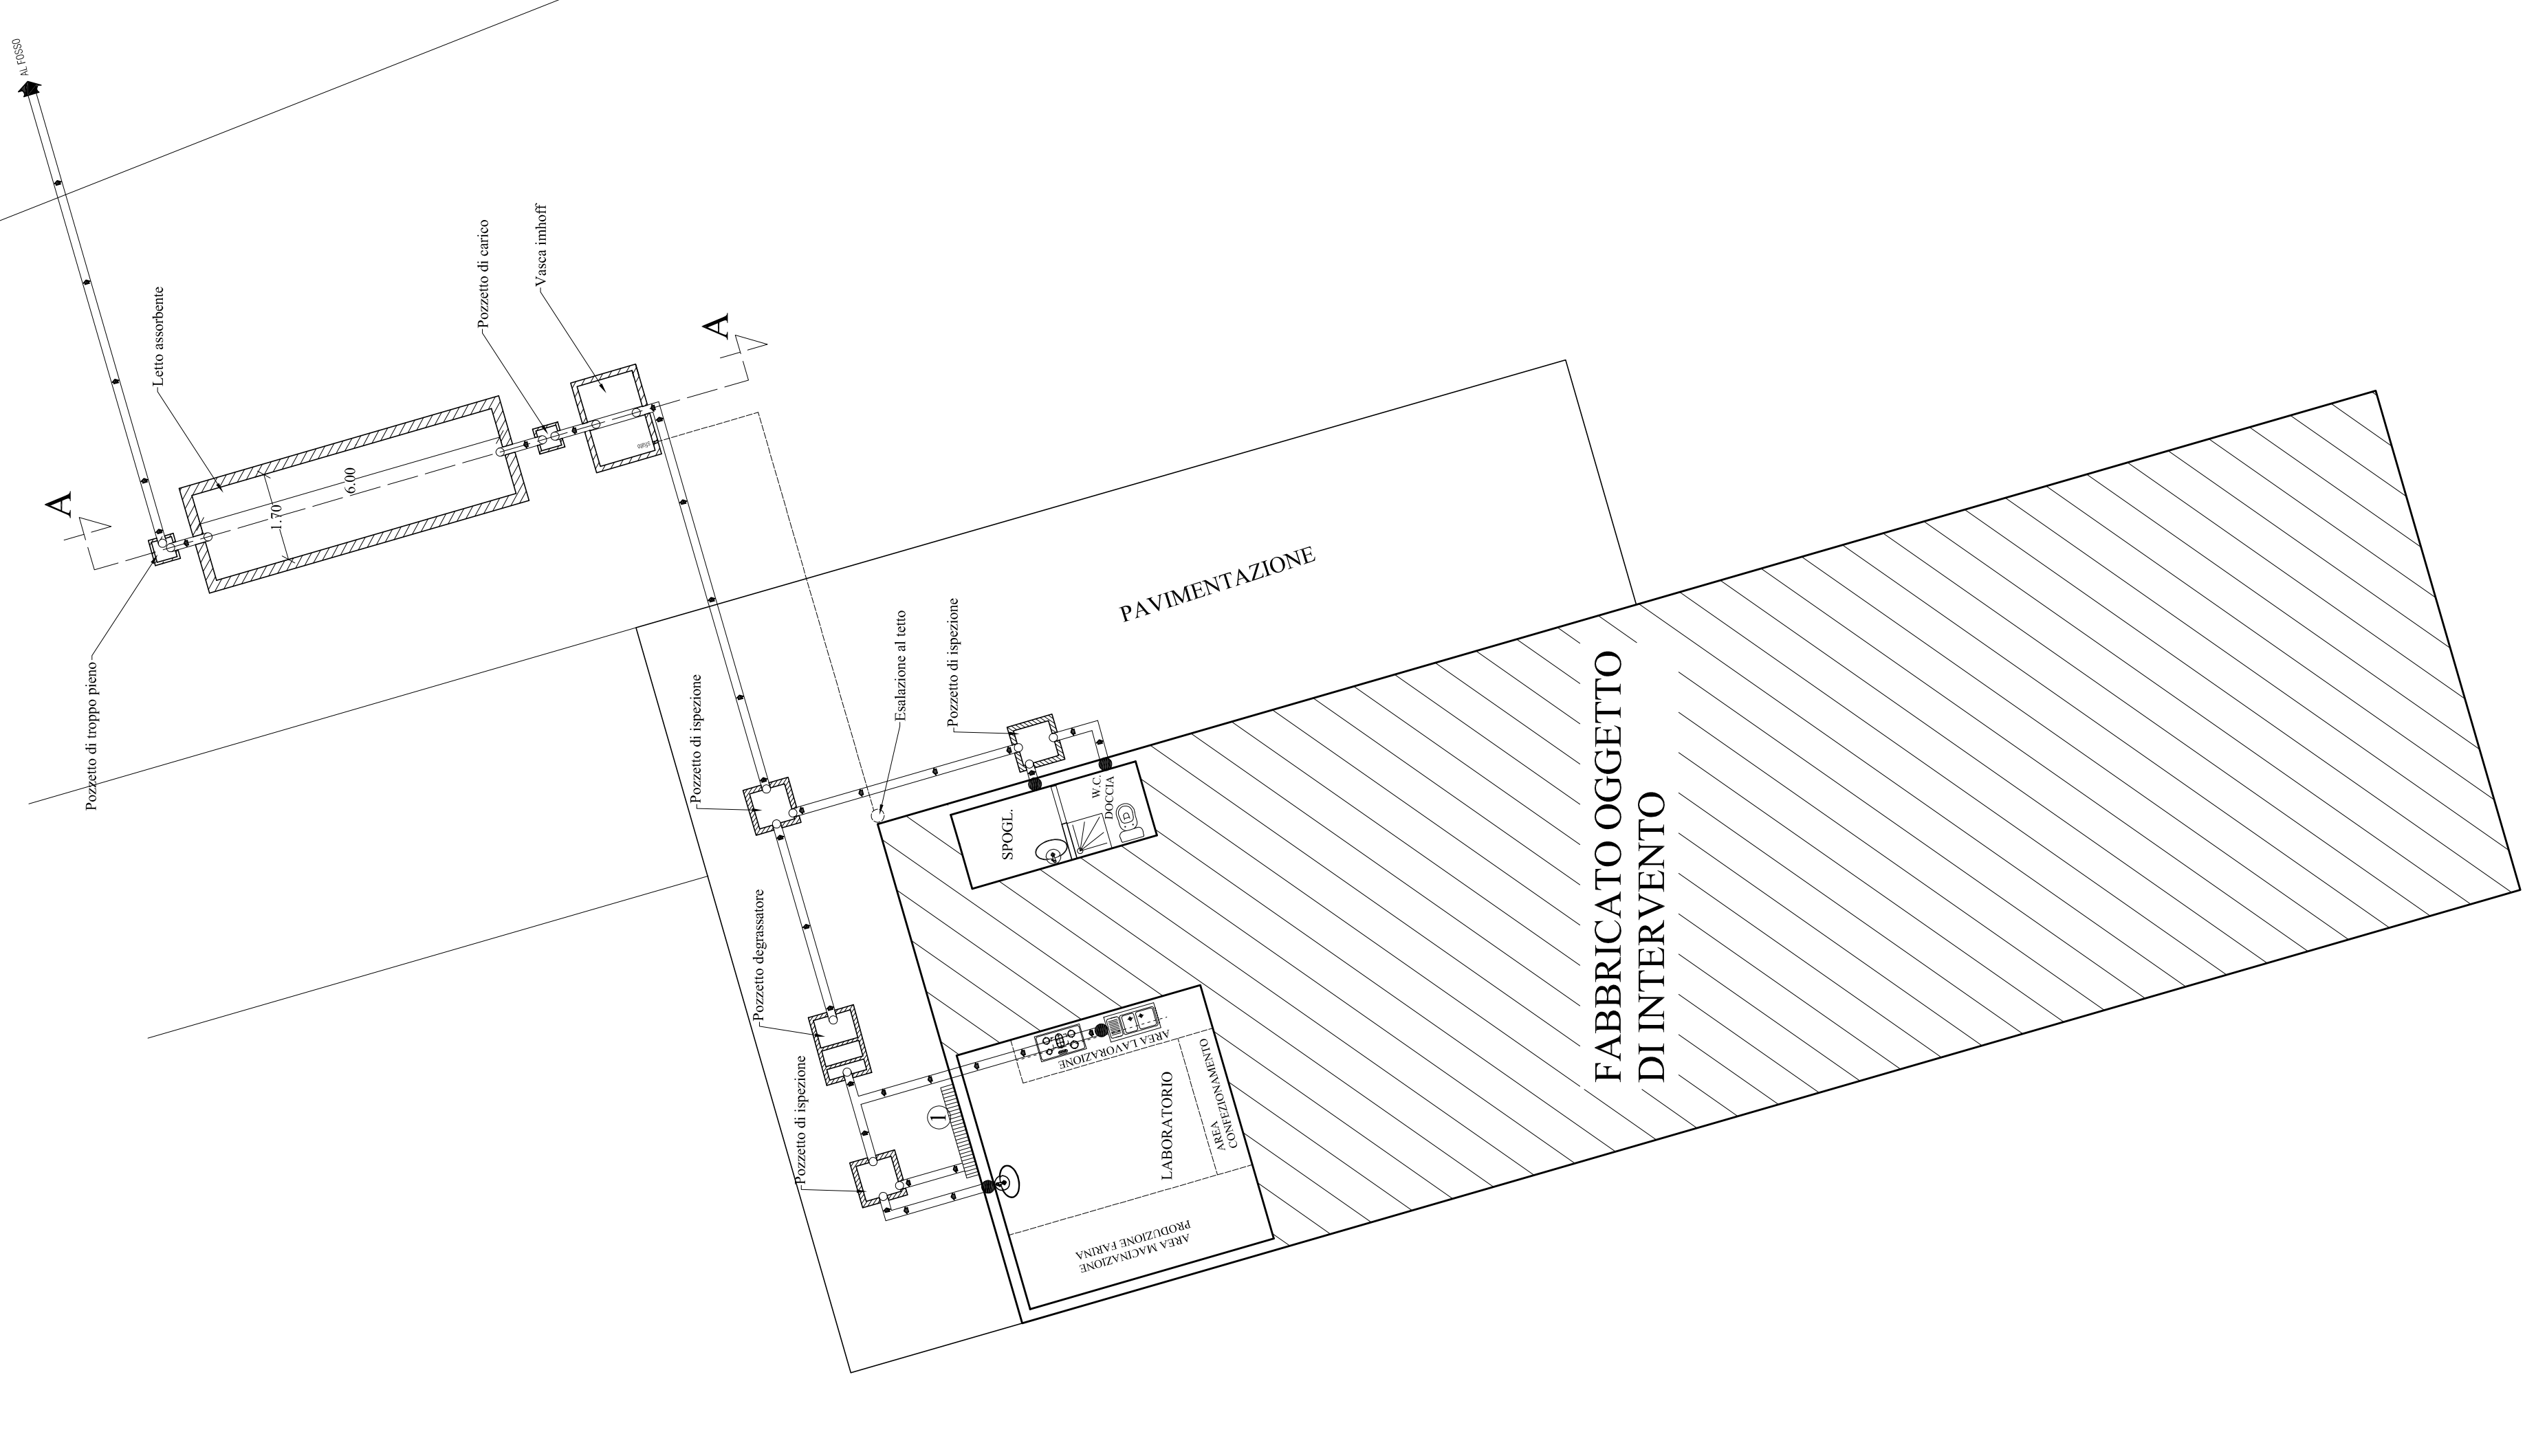 AL FOSSO
Letto assorbente
Pozzetto di carico
Vasca imhoff
A
A
6.00
1.70
sfiato
Pozzetto di troppo pieno
PAVIMENTAZIONE
Pozzetto di ispezione
Esalazione al tetto
Pozzetto di ispezione
SPOGL.
W.C.
DOCCIA
Pozzetto degrassatore
Pozzetto di ispezione
1
AREA LAVORAZIONE
LABORATORIO
AREA
CONFEZIONAMENTO
AREA MACINAZIONE
PRODUZIONE FARINA
FABBRICATO OGGETTO
DI INTERVENTO